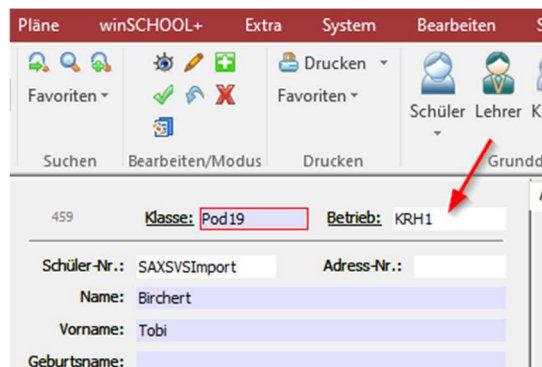 Pläne winSCHOOL+ Extra System Bearbeiten S
Drucken
Favoriten Favoriten
Schüler Lehrer K
Suchen Bearbeiten/Modus Drucken Grundd
459 Klasse: Pod19 Betrieb: KRH1
Schüler-Nr.: SAXSVSImport Adress-Nr.:
Name: Birchert
Vorname: Tobi
Geburtsname: